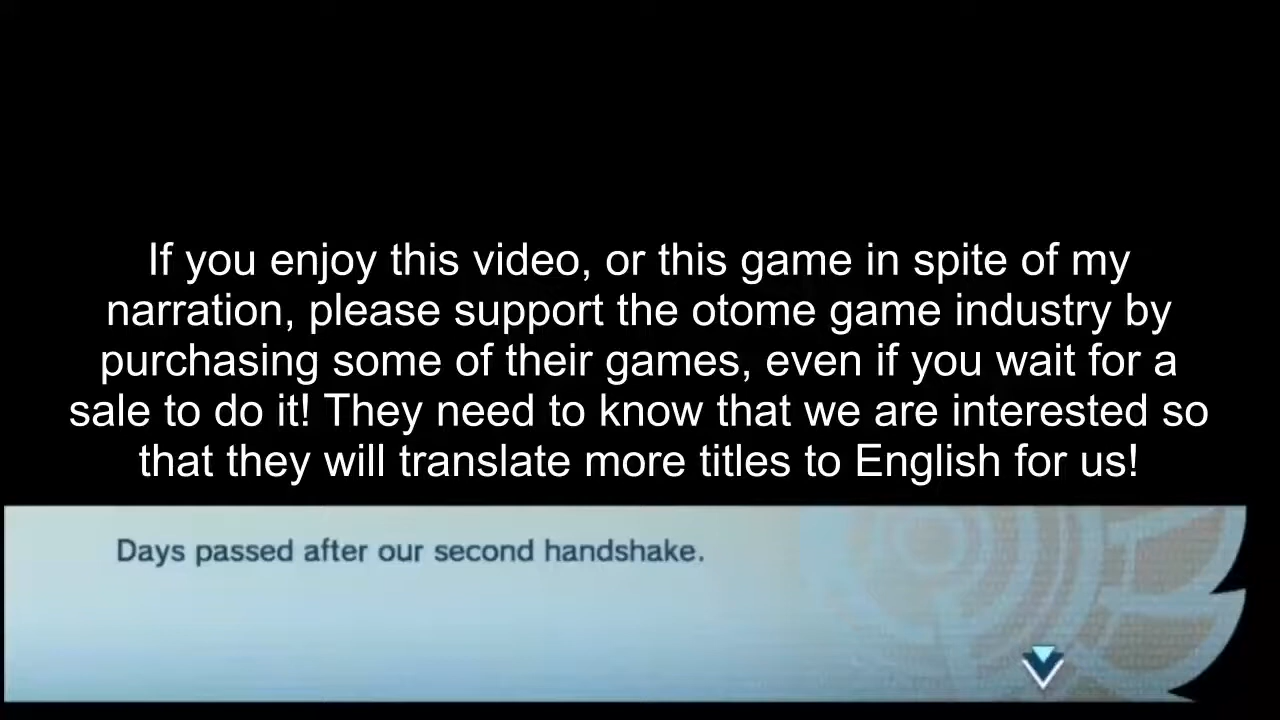 If you enjoy this video, or this game in spite of my
narration, please support the otome game industry by
purchasing some of their games, even if you wait for a
sale to do it! They need to know that we are interested so
that they will translate more titles to English for us!
Days passed after our second handshake.